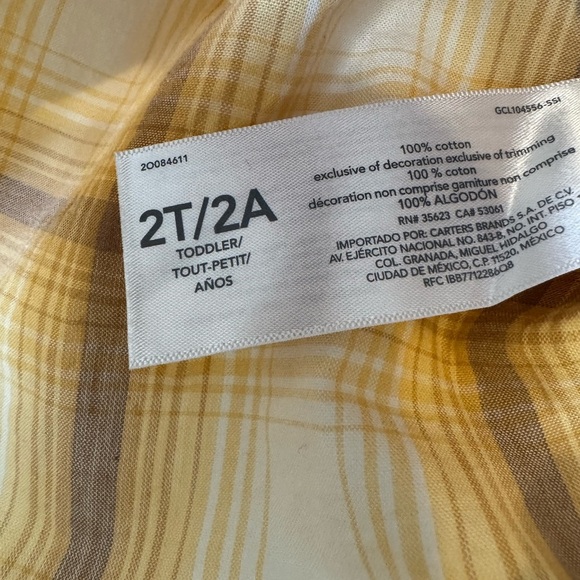 2O084611
2T/2A
TODDLER/
TOUT-PETIT/
AÑOS
GCL104556-SSI
100% cotton
exclusive of decoration exclusive of trimming
100 % coton
décoration non comprise garniture non comprise
100% ALGODÓN
RN# 35623 CA# 53061
IMPORTADO POR: CARTERS BRANDS S.A. DE C.V.
AV. EJÉRCITO NACIONAL NO. 843-B, NO. INT. PISO
COL. GRANADA, MIGUEL HIDALGO
CIUDAD DE MÉXICO, C.P. 11520, MÉXICO
RFC IBB7712286Q8